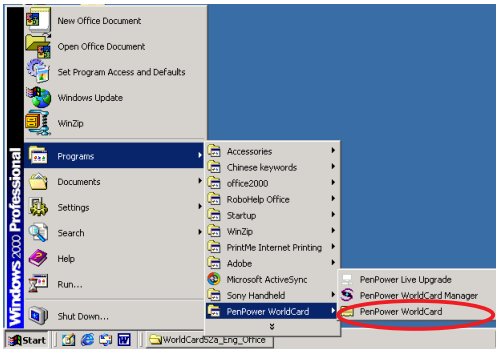 New Office Document
Open Office Document
Set Program Access and Defaults
Windows Update
WinZip
Programs
Documents
Settings
Search
Help
Run...
Shut Down...
Windows 2000 Professional
Accessories
Chinese keywords
office2000
RoboHelp Office
Startup
WinZip
PrintMe Internet Printing
Adobe
Microsoft ActiveSync
Sony Handheld
PenPower WorldCard
PenPower Live Upgrade
PenPower WorldCard Manager
PenPower WorldCard
Start
WorldCardS2a_Eng_Office